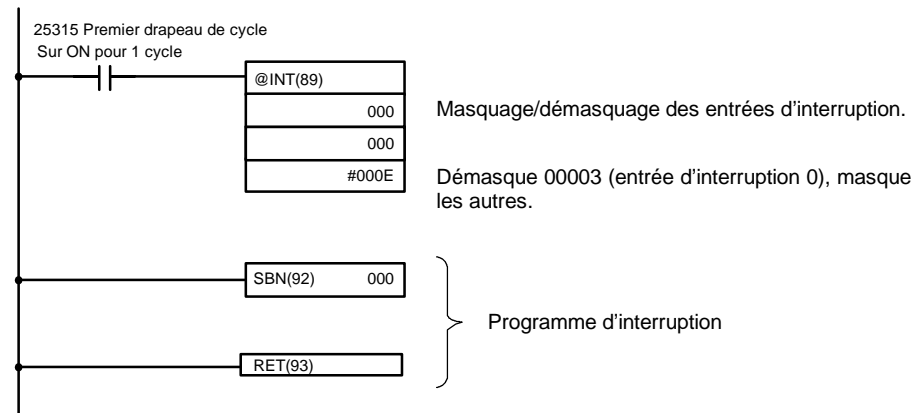 25315 Premier drapeau de cycle
Sur ON pour 1 cycle
@INT(89)
000
Masquage/démasquage des entrées d’interruption.
000
#000E
Démasque 00003 (entrée d’interruption 0), masque
les autres.
SBN(92) 000
Programme d’interruption
RET(93)